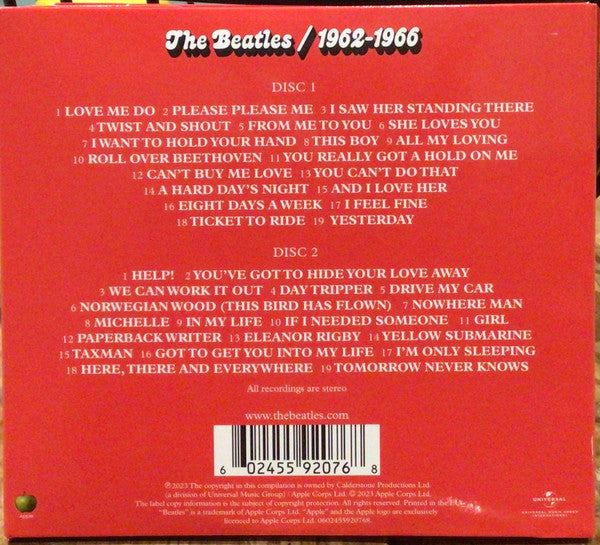 The Beatles / 1962-1966
DISC 1
1 LOVE ME DO 2 PLEASE PLEASE ME 3 I SAW HER STANDING THERE
4 TWIST AND SHOUT 5 FROM ME TO YOU 6 SHE LOVES YOU
7 I WANT TO HOLD YOUR HAND 8 THIS BOY 9 ALL MY LOVING
10 ROLL OVER BEETHOVEN 11 YOU REALLY GOT A HOLD ON ME
12 CAN'T BUY ME LOVE 13 YOU CAN'T DO THAT
14 A HARD DAY'S NIGHT 15 AND I LOVE HER
16 EIGHT DAYS A WEEK 17 I FEEL FINE
18 TICKET TO RIDE 19 YESTERDAY
DISC 2
1 HELP! 2 YOU'VE GOT TO HIDE YOUR LOVE AWAY
3 WE CAN WORK IT OUT 4 DAY TRIPPER 5 DRIVE MY CAR
6 NORWEGIAN WOOD (THIS BIRD HAS FLOWN) 7 NOWHERE MAN
8 MICHELLE 9 IN MY LIFE 10 IF I NEEDED SOMEONE 11 GIRL
12 PAPERBACK WRITER 13 ELEANOR RIGBY 14 YELLOW SUBMARINE
15 TAXMAN 16 GOT TO GET YOU INTO MY LIFE 17 I'M ONLY SLEEPING
18 HERE, THERE AND EVERYWHERE 19 TOMORROW NEVER KNOWS
All recordings are stereo
www.thebeatles.com
6 02455 92076 8
℗ 2023 The copyright in this compilation is owned by Calderstone Productions Ltd.
(a division of Universal Music Group) / Apple Corps Ltd. © 2023 Apple Corps Ltd.
The label copy information is the subject of copyright protection. All rights reserved. Printed in the
"Beatles" is a trademark of Apple Corps Ltd. "Apple" and the Apple logo are exclusively
licenced to Apple Corps Ltd. 0602455920768.
APPLE
UNIVERSAL
UNIVERSAL MUSIC GROUP
INTERNATIONAL